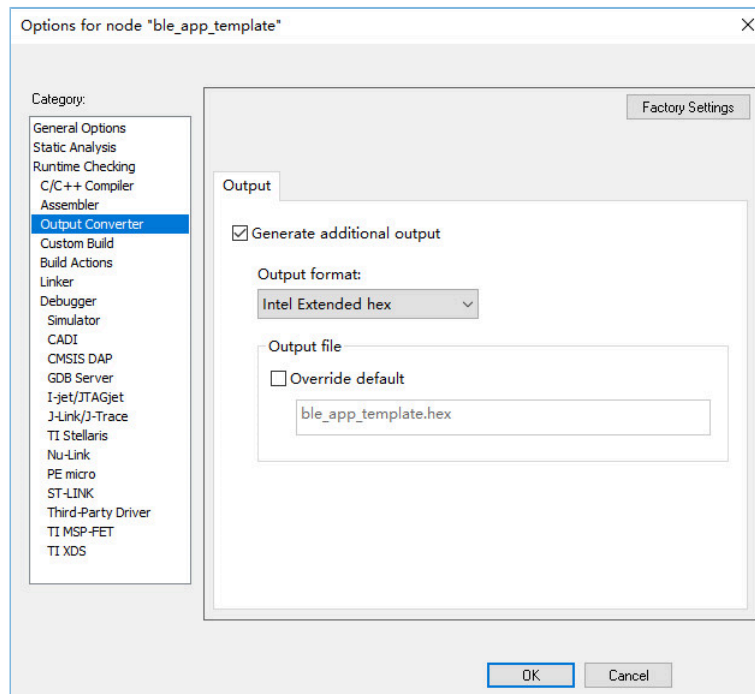 Options for node "ble_app_template"
Category:
Factory Settings
General Options
Static Analysis
Runtime Checking
C/C++ Compiler
Assembler
Output Converter
Custom Build
Build Actions
Linker
Debugger
Simulator
CADI
CMSIS DAP
GDB Server
I-jet/JTAGjet
J-Link/J-Trace
TI Stellaris
Nu-Link
PE micro
ST-LINK
Third-Party Driver
TI MSP-FET
TI XDS
Output
Generate additional output
Output format:
Intel Extended hex
Output file
Override default
ble_app_template.hex
OK
Cancel